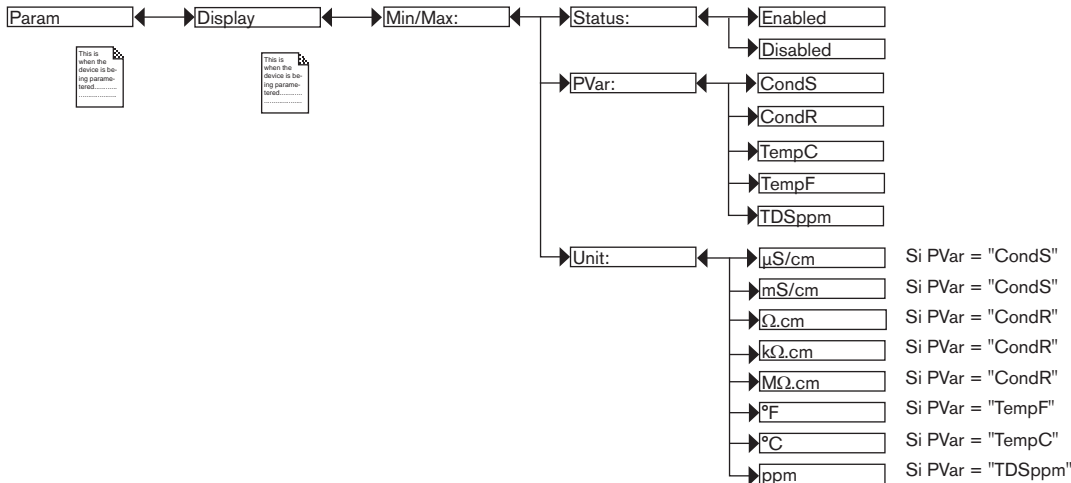 Param
Display
Min/Max:
Status:
Enabled
Disabled
This is
when the
device is be-
ing parame-
tered...........
...................
This is
when the
device is be-
ing parame-
tered...........
...................
PVar:
CondS
CondR
TempC
TempF
TDSppm
Unit:
µS/cm Si PVar = "CondS"
mS/cm Si PVar = "CondS"
Ω.cm Si PVar = "CondR"
kΩ.cm Si PVar = "CondR"
MΩ.cm Si PVar = "CondR"
°F Si PVar = "TempF"
°C Si PVar = "TempC"
ppm Si PVar = "TDSppm"